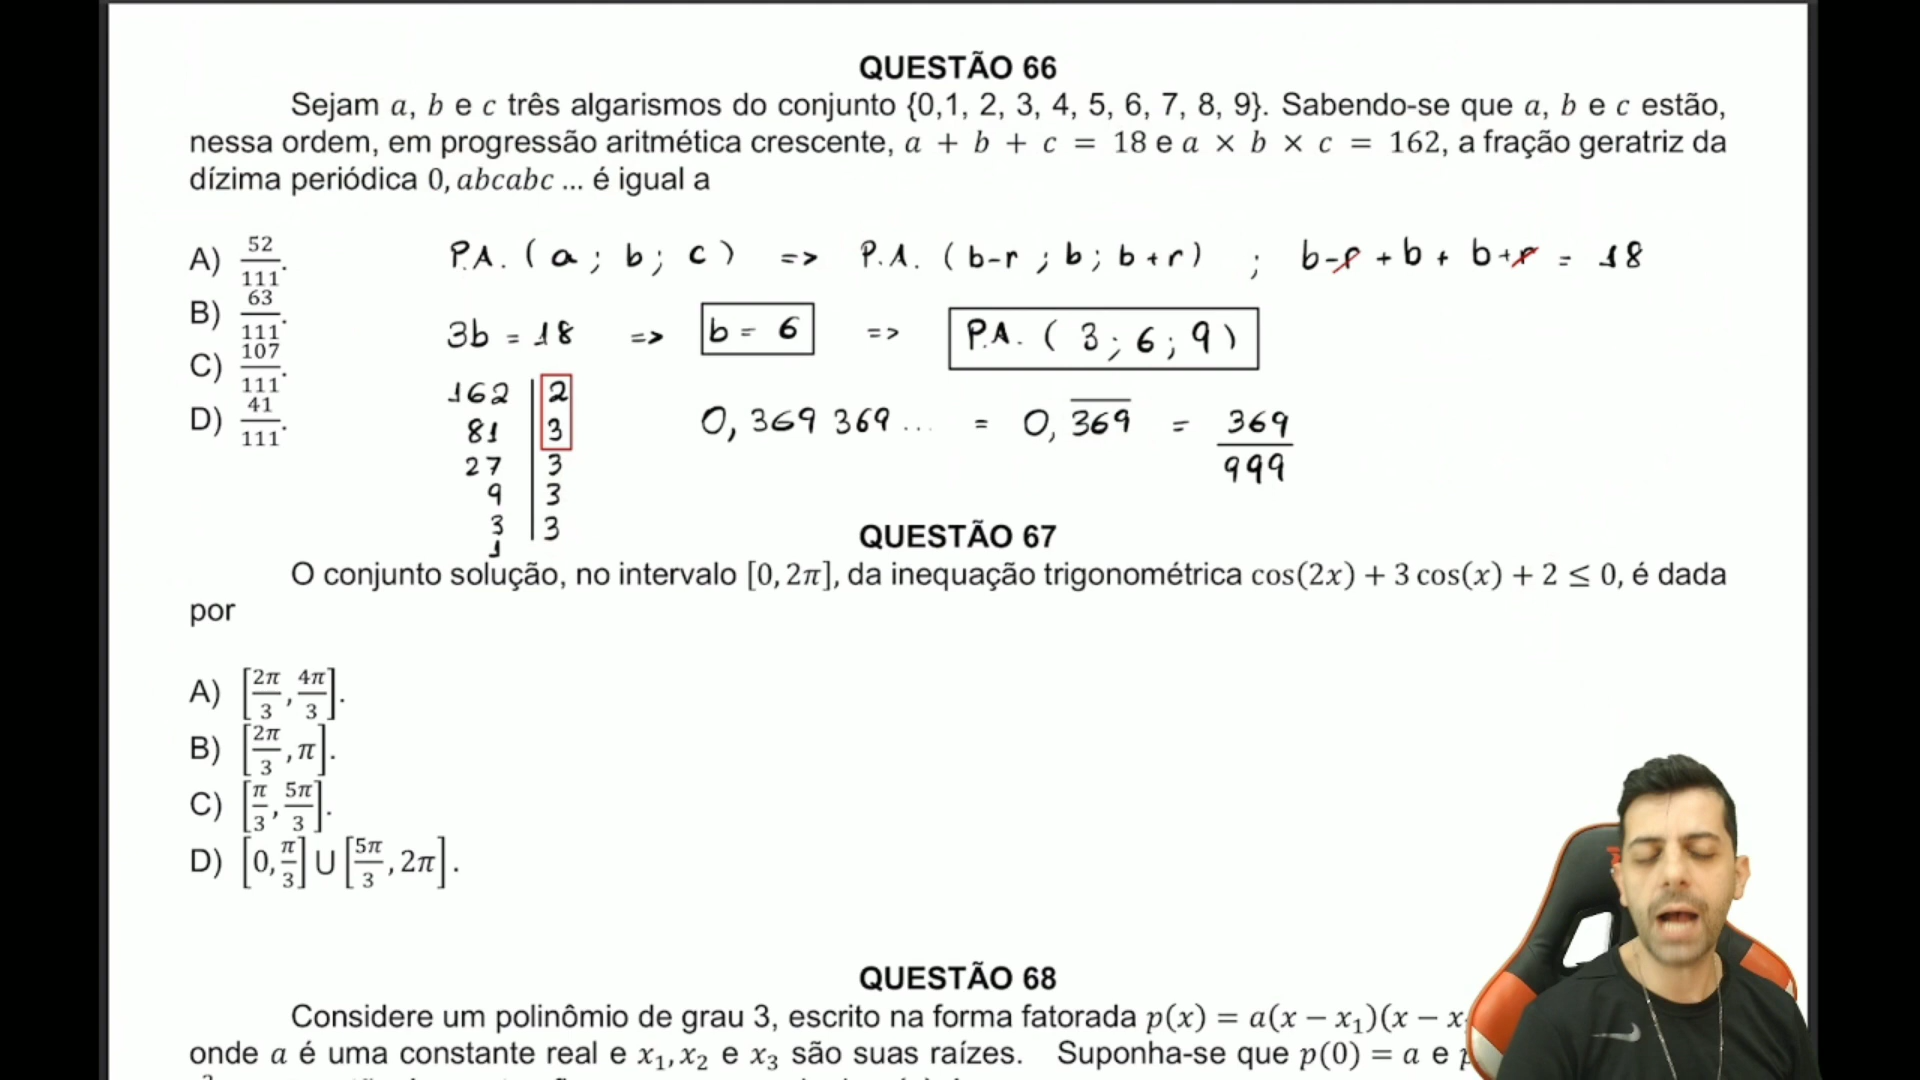 QUESTÃO 66
Sejam a, b e c três algarismos do conjunto {0,1, 2, 3, 4, 5, 6, 7, 8, 9}. Sabendo-se que a, b e c estão,
nessa ordem, em progressão aritmética crescente, a + b + c = 18 e a × b × c = 162, a fração geratriz da
dízima periódica 0, abcabc ... é igual a
A) 52/111.
B) 63/111.
C) 107/111.
D) 41/111.
P.A. ( a ; b ; c ) => P.A. ( b-r ; b ; b+r ) ; b-r + b + b+r = 18
3b = 18 => b = 6 => P.A. ( 3 ; 6 ; 9 )
162 | 2
81 | 3
27 | 3
9 | 3
3 | 3
1
0, 369 369 ... = 0, 369 = 369/999
QUESTÃO 67
O conjunto solução, no intervalo [0, 2π], da inequação trigonométrica cos(2x) + 3 cos(x) + 2 ≤ 0, é dada
por
A) [2π/3, 4π/3].
B) [2π/3, π].
C) [π/3, 5π/3].
D) [0, π/3] ∪ [5π/3, 2π].
QUESTÃO 68
Considere um polinômio de grau 3, escrito na forma fatorada p(x) = a(x − x₁)(x − x
onde a é uma constante real e x₁, x₂ e x₃ são suas raízes. Suponha-se que p(0) = a e